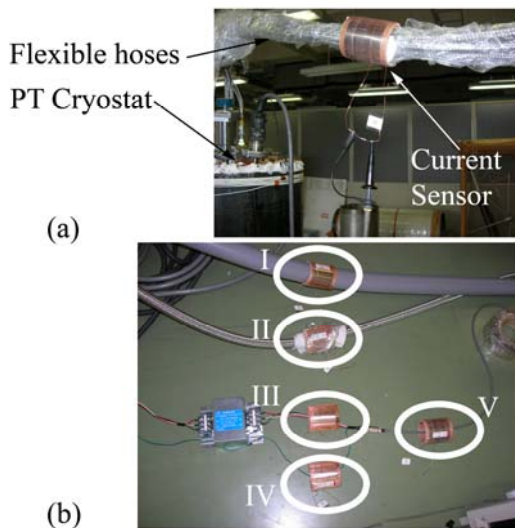 Flexible hoses
PT Cryostat
Current
Sensor
(a)
I
II
III
V
IV
(b)